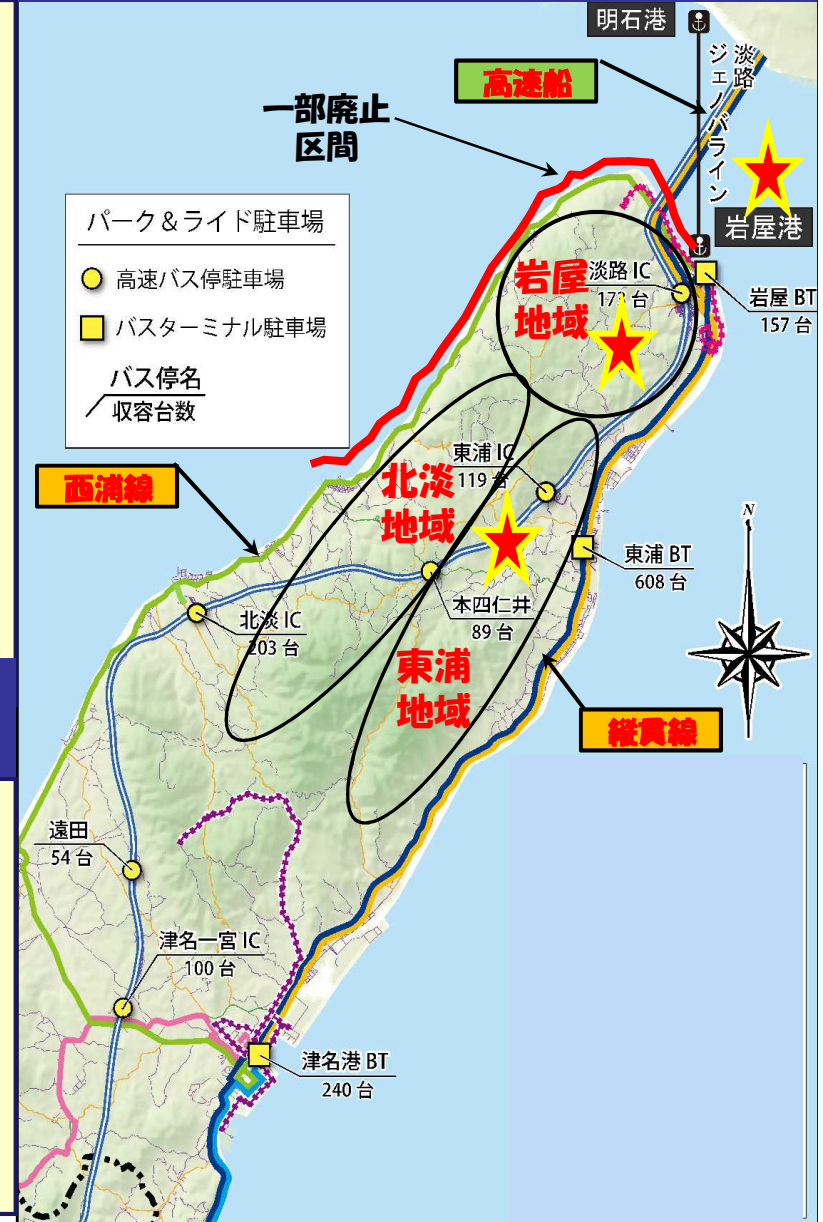 明石港
淡路
ジェノバライン
高速船
一部廃止
区間
岩屋港
パーク＆ライド駐車場
高速バス停駐車場
バスターミナル駐車場
バス停名
収容台数
岩屋
地域
淡路 IC
173 台
岩屋 BT
157 台
東浦 IC
119 台
北淡
地域
西浦線
東浦 BT
608 台
N
本四仁井
89 台
北淡 IC
203 台
東浦
地域
縦貫線
遠田
54 台
津名一宮 IC
100 台
津名港 BT
240 台